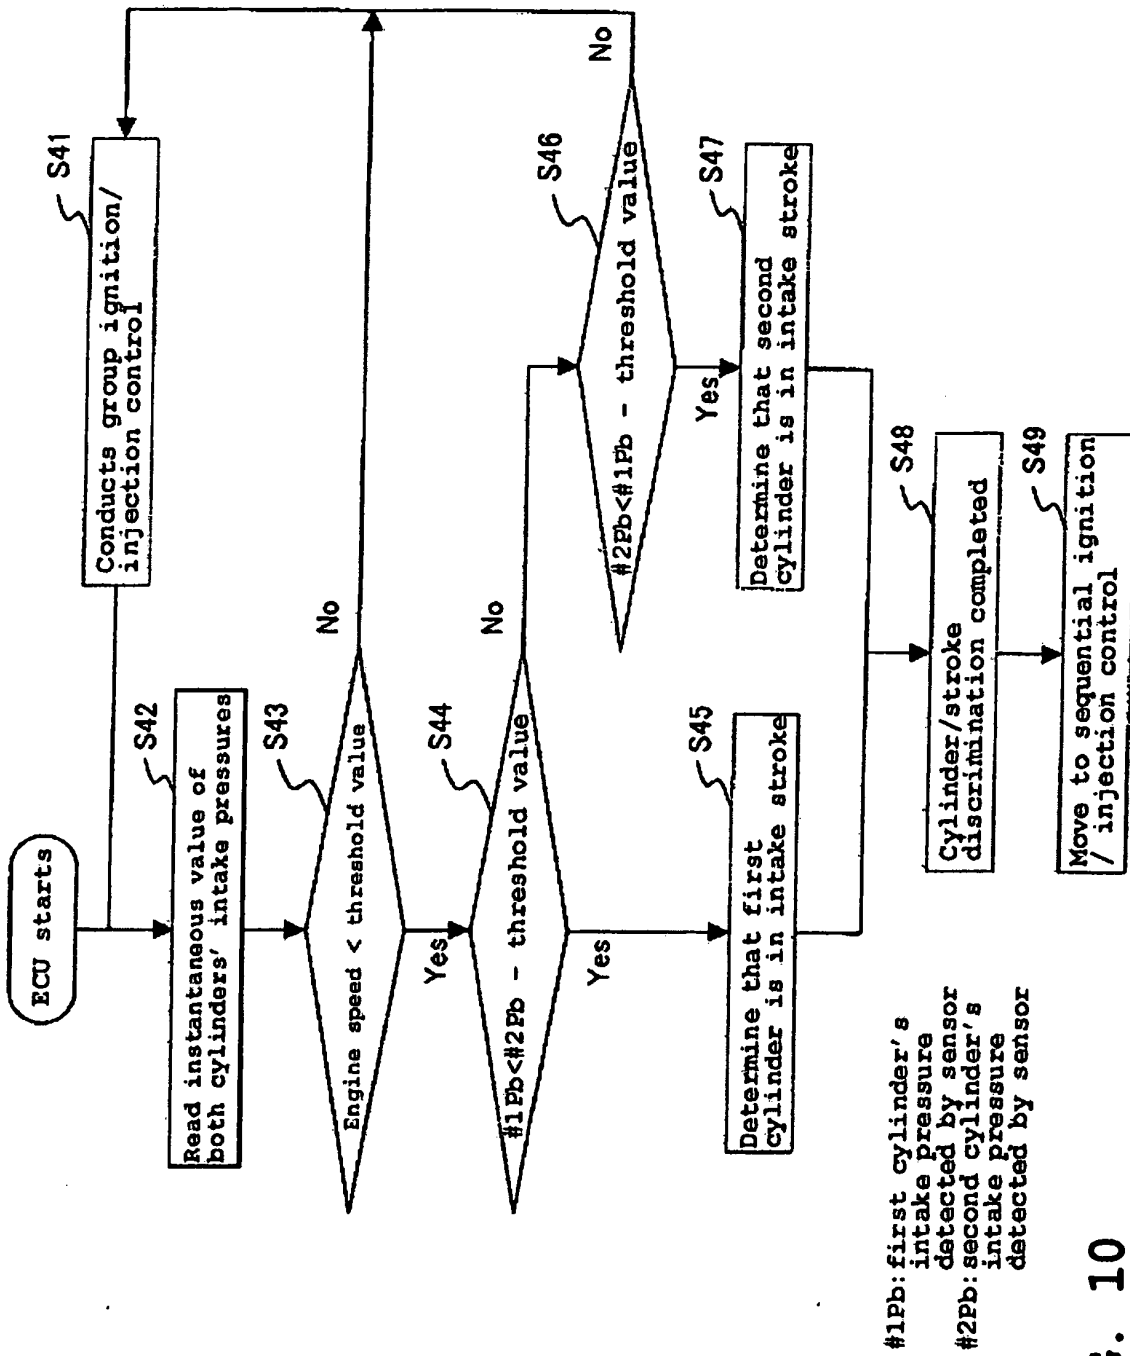 ECU starts
S41
Conducts group ignition/
injection control
S42
Read instantaneous value of
both cylinders' intake pressures
S43
Engine speed < threshold value
No
Yes
S44
#1Pb<#2Pb - threshold value
No
Yes
S46
#2Pb<#1Pb - threshold value
No
Yes
S45
Determine that first
cylinder is in intake stroke
S47
Determine that second
cylinder is in intake stroke
S48
Cylinder/stroke
discrimination completed
S49
Move to sequential ignition
/ injection control
#1Pb:first cylinder's
intake pressure
detected by sensor
#2Pb:second cylinder's
intake pressure
detected by sensor
10